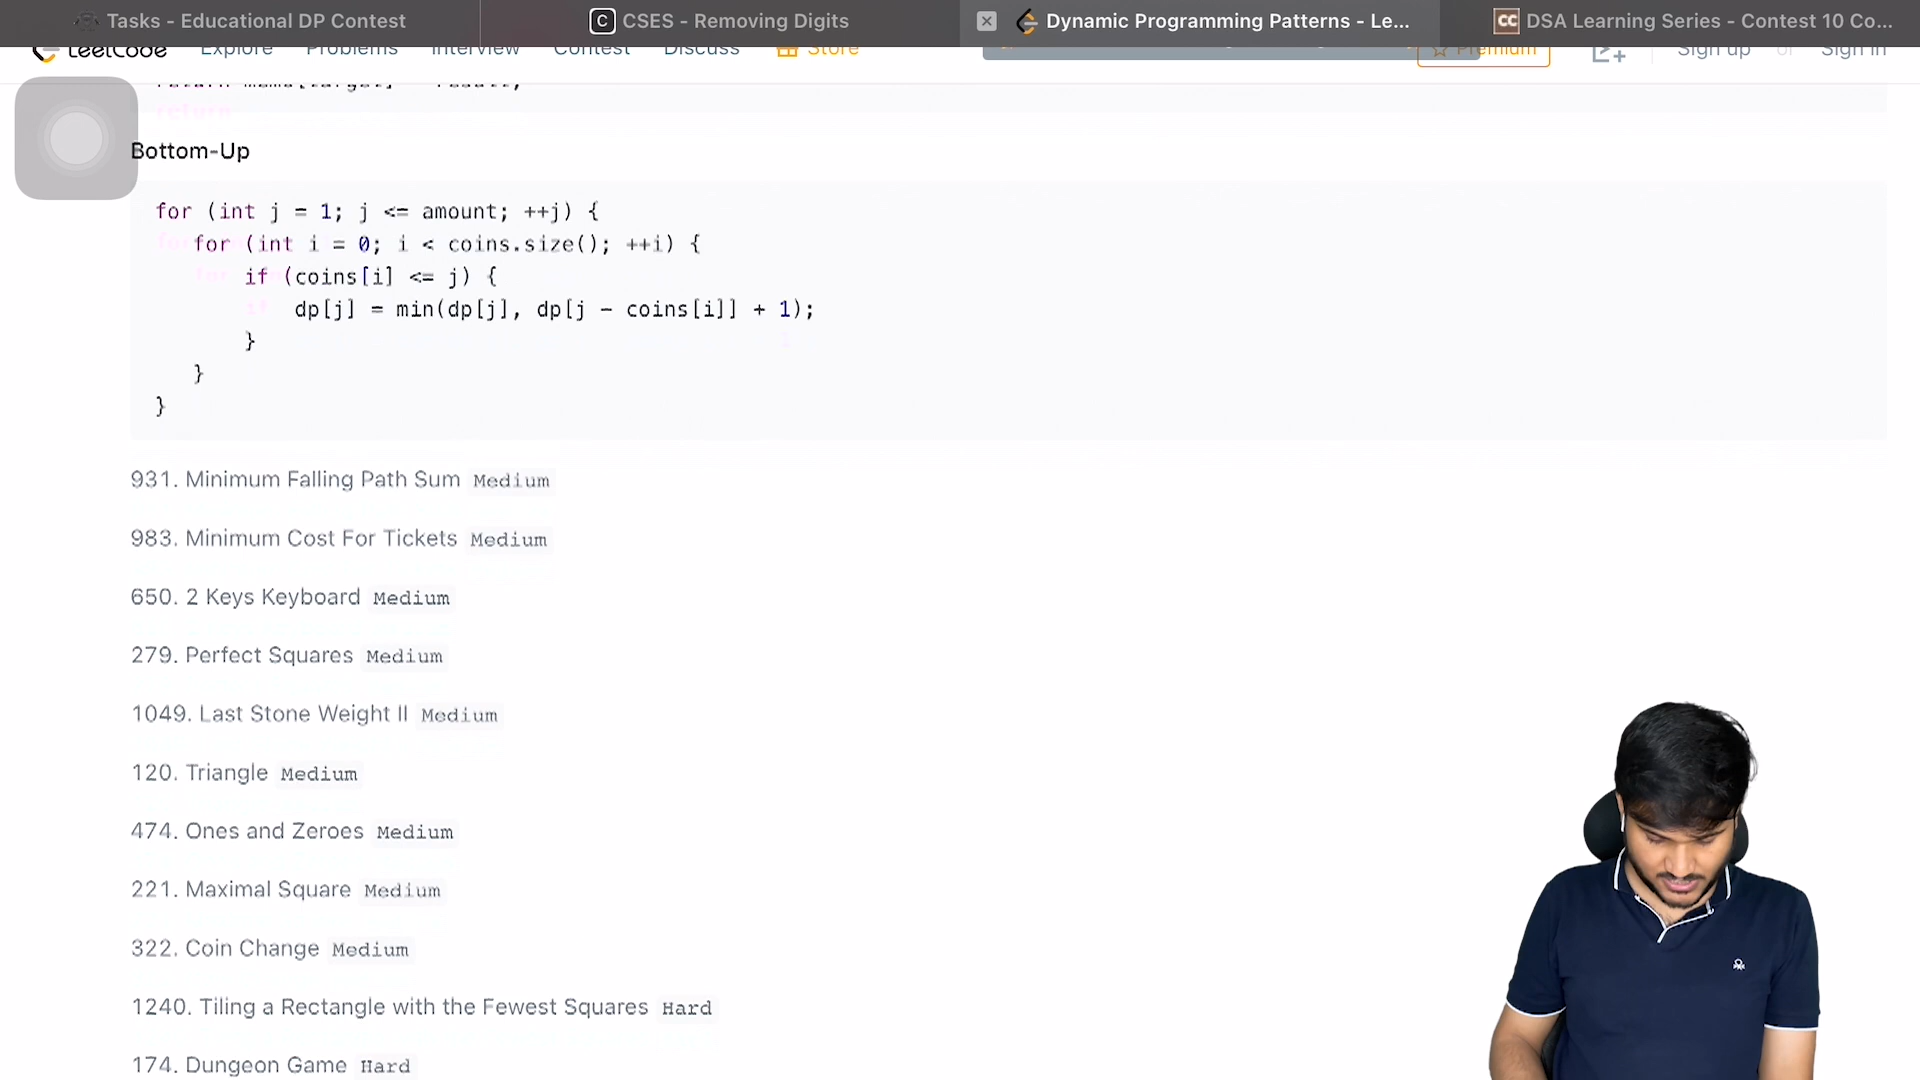 Tasks - Educational DP Contest
C CSES - Removing Digits
Dynamic Programming Patterns - Le...
CC DSA Learning Series - Contest 10 Co...
LeetCode Explore Problems Interview Contest Discuss Store Premium Sign up or Sign in
Bottom-Up
for (int j = 1; j <= amount; ++j) {
for (int i = 0; i < coins.size(); ++i) {
if (coins[i] <= j) {
dp[j] = min(dp[j], dp[j - coins[i]] + 1);
}
}
}
931. Minimum Falling Path Sum Medium
983. Minimum Cost For Tickets Medium
650. 2 Keys Keyboard Medium
279. Perfect Squares Medium
1049. Last Stone Weight II Medium
120. Triangle Medium
474. Ones and Zeroes Medium
221. Maximal Square Medium
322. Coin Change Medium
1240. Tiling a Rectangle with the Fewest Squares Hard
174. Dungeon Game Hard